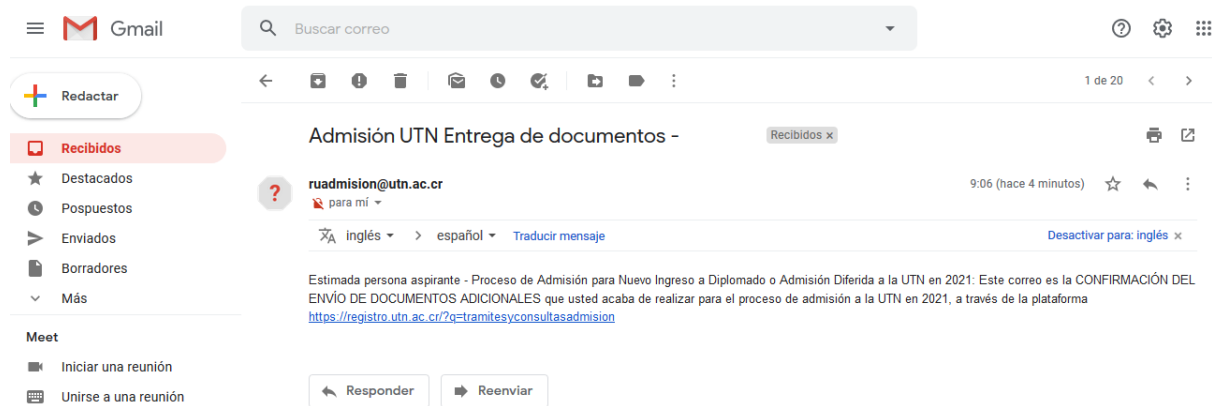 Gmail
Buscar correo
Redactar
1 de 20
Recibidos
Destacados
Pospuestos
Enviados
Borradores
Más
Meet
Iniciar una reunión
Unirse a una reunión
Admisión UTN Entrega de documentos -
Recibidos x
ruadmision@utn.ac.cr
9:06 (hace 4 minutos)
para mí
inglés > español Traducir mensaje
Desactivar para: inglés x
Estimada persona aspirante - Proceso de Admisión para Nuevo Ingreso a Diplomado o Admisión Diferida a la UTN en 2021: Este correo es la CONFIRMACIÓN DEL
ENVÍO DE DOCUMENTOS ADICIONALES que usted acaba de realizar para el proceso de admisión a la UTN en 2021, a través de la plataforma
https://registro.utn.ac.cr/?q=tramitesyconsultasadmision
Responder
Reenviar